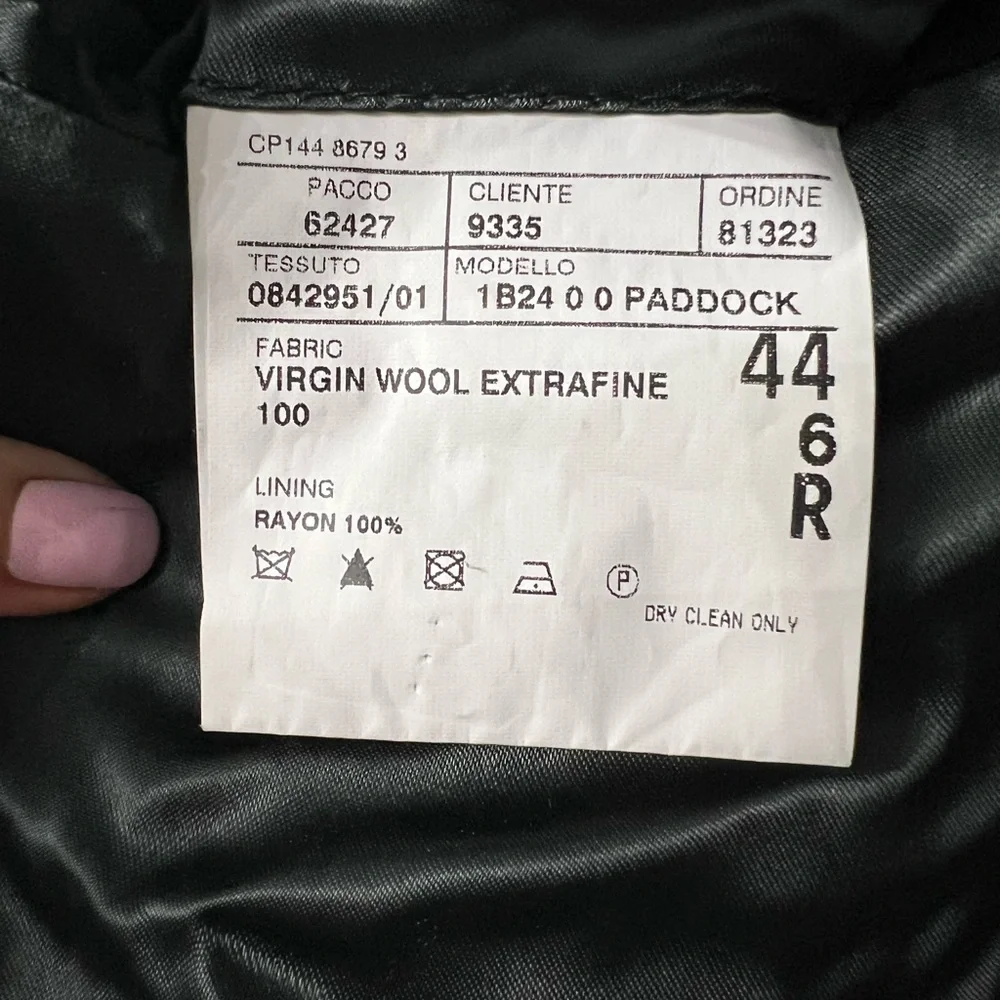 CP144 8679 3
PACCO CLIENTE ORDINE
62427 9335 81323
TESSUTO MODELLO
0842951/01 1B24 0 0 PADDOCK
FABRIC
VIRGIN WOOL EXTRAFINE
100
44
6
R
LINING
RAYON 100%
P
DRY CLEAN ONLY